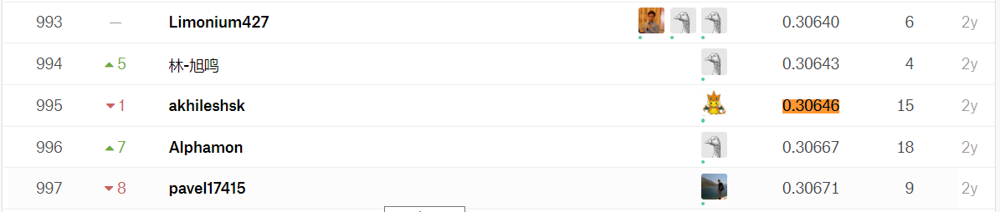 993 — Limonium427 0.30640 6 2y
994 5 林-旭鸣 0.30643 4 2y
995 1 akhileshsk 0.30646 15 2y
996 7 Alphamon 0.30667 18 2y
997 8 pavel17415 0.30671 9 2y